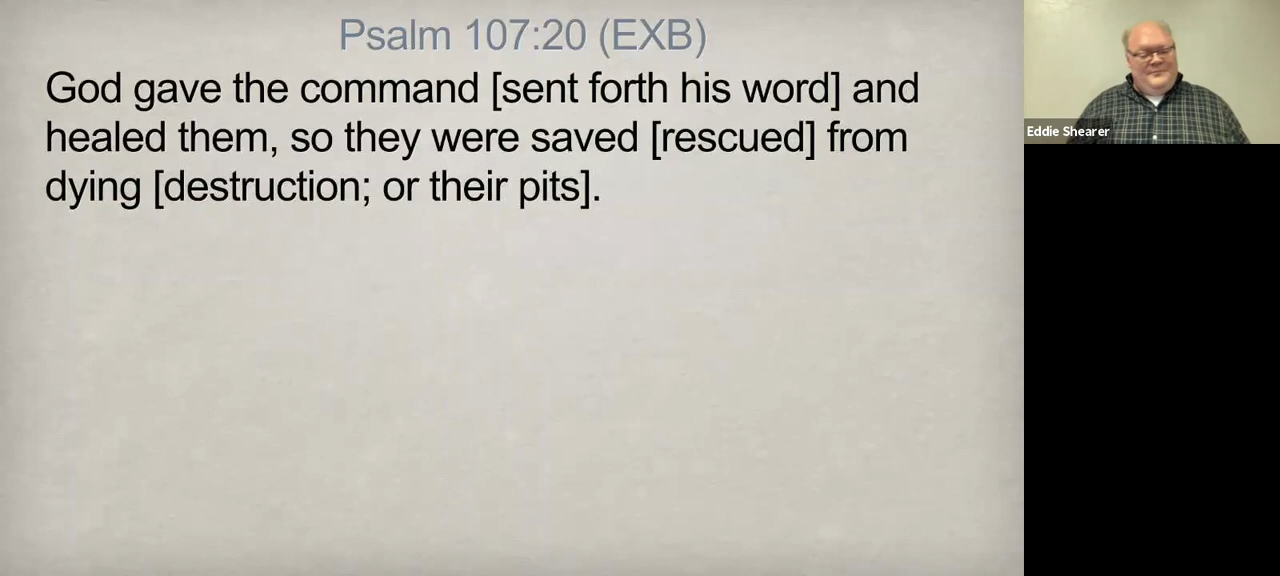 Psalm 107:20 (EXB)
God gave the command [sent forth his word] and
healed them, so they were saved [rescued] from
dying [destruction; or their pits].
Eddie Shearer